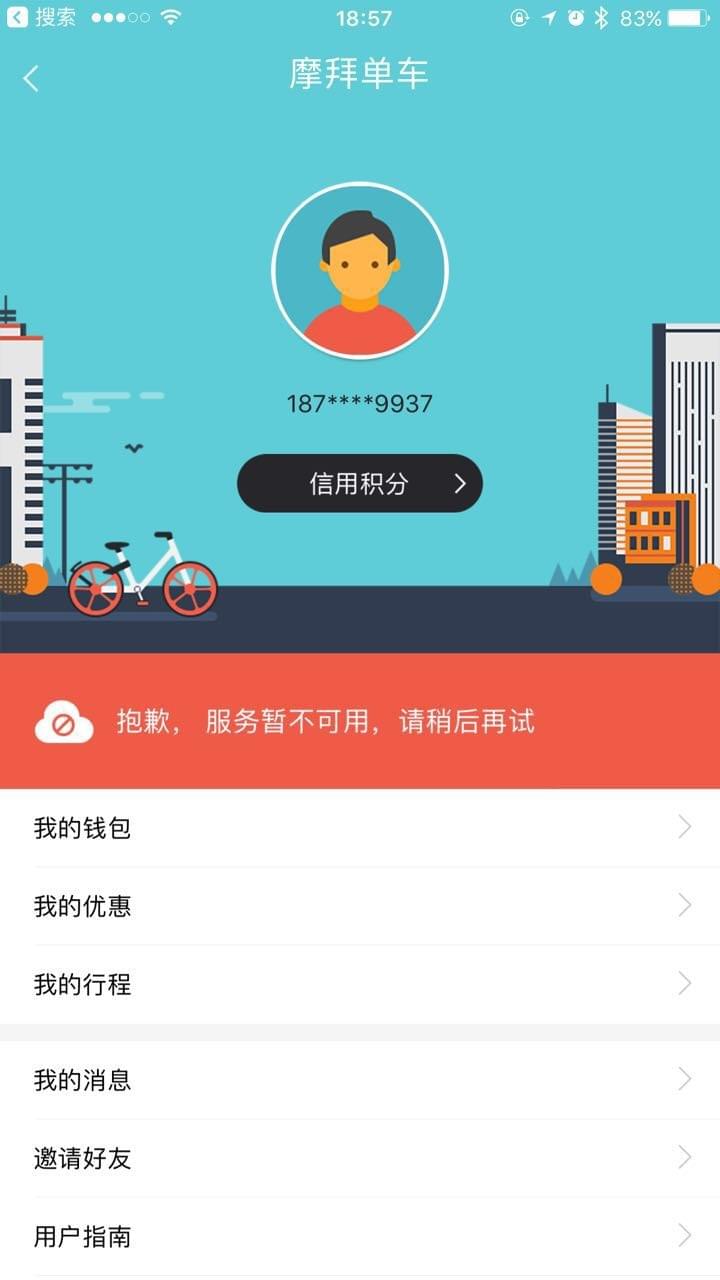 搜索 18:57 83%
摩拜单车
187****9937
信用积分
抱歉， 服务暂不可用，请稍后再试
我的钱包
我的优惠
我的行程
我的消息
邀请好友
用户指南